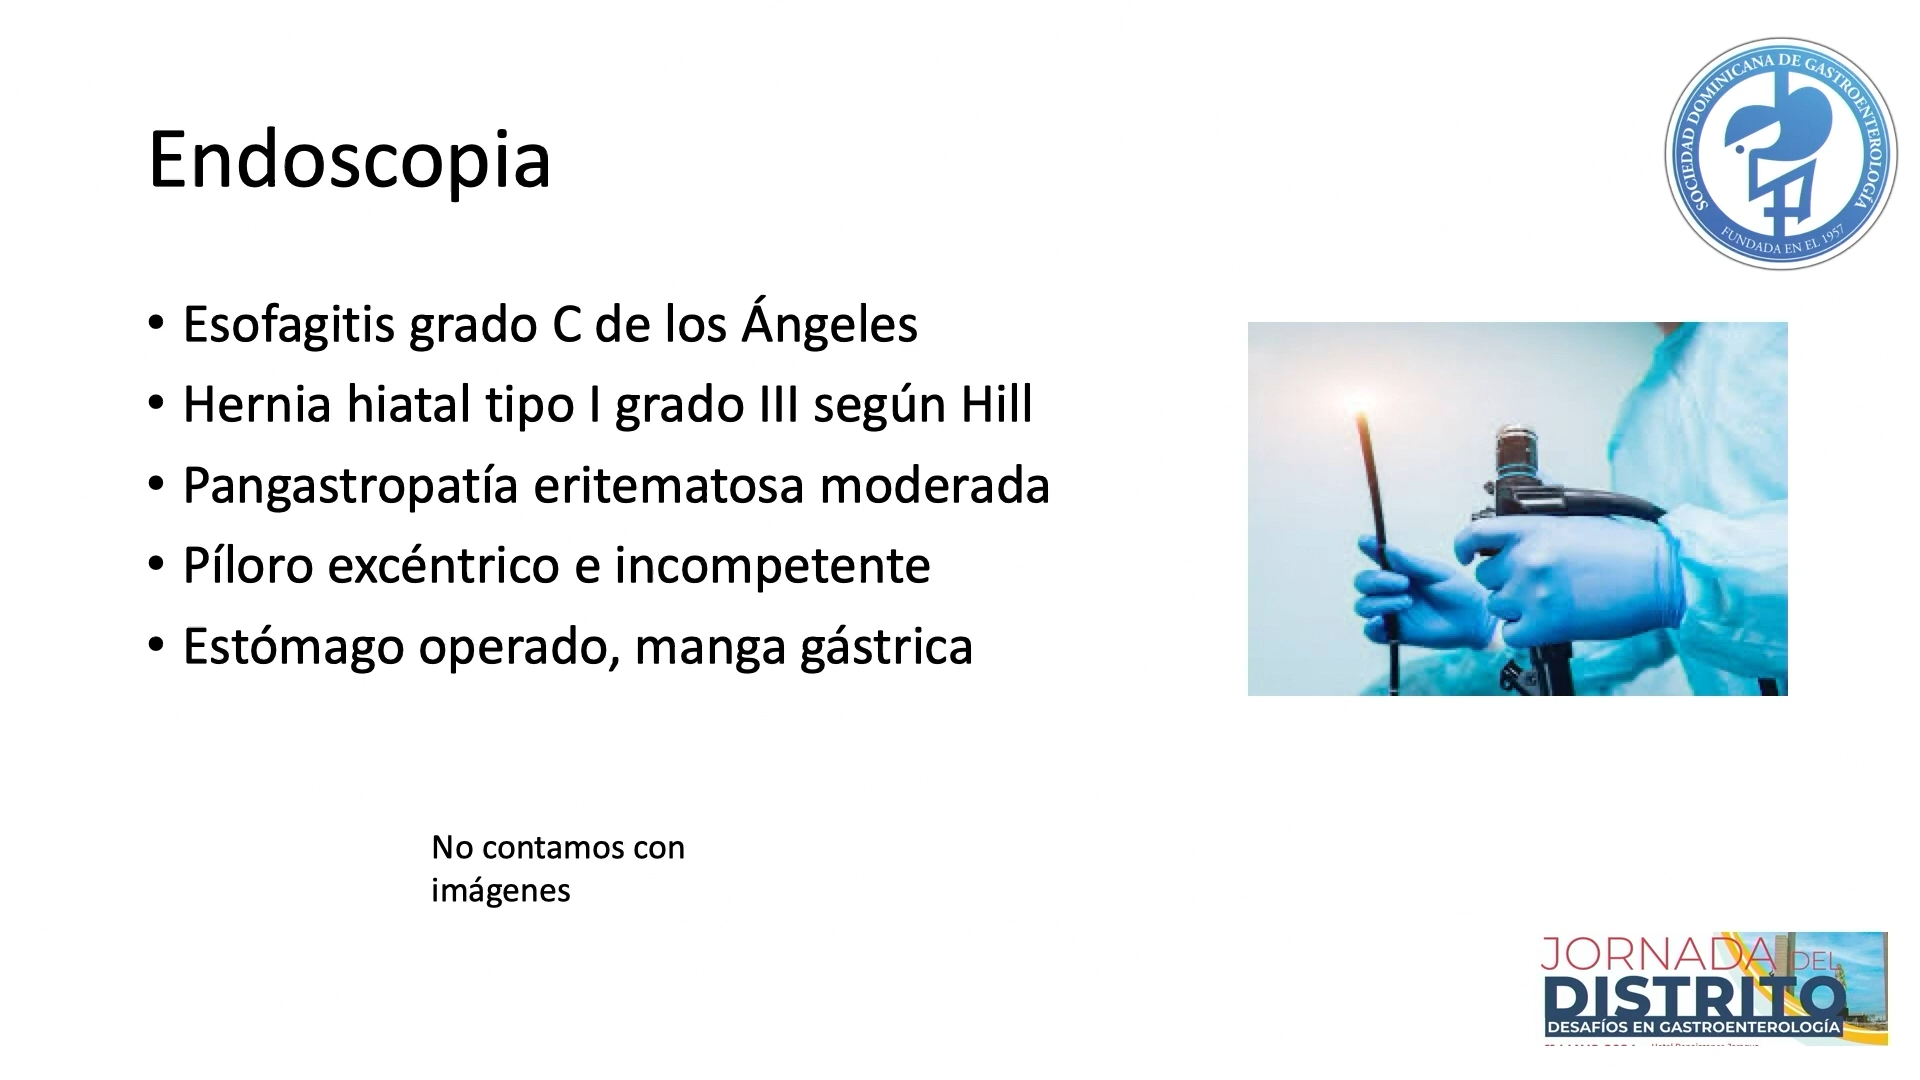 SOCIEDAD DOMINICANA DE GASTROENTEROLOGÍA
FUNDADA EN EL 1957
Endoscopia
• Esofagitis grado C de los Ángeles
• Hernia hiatal tipo I grado III según Hill
• Pangastropatía eritematosa moderada
• Píloro excéntrico e incompetente
• Estómago operado, manga gástrica
No contamos con
imágenes
JORNADA DEL
DISTRITO
DESAFÍOS EN GASTROENTEROLOGÍA